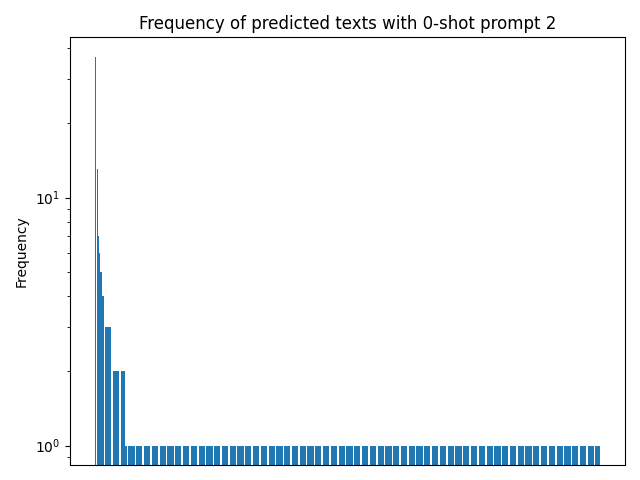 Frequency of predicted texts with 0-shot prompt 2
Frequency
10¹
10⁰